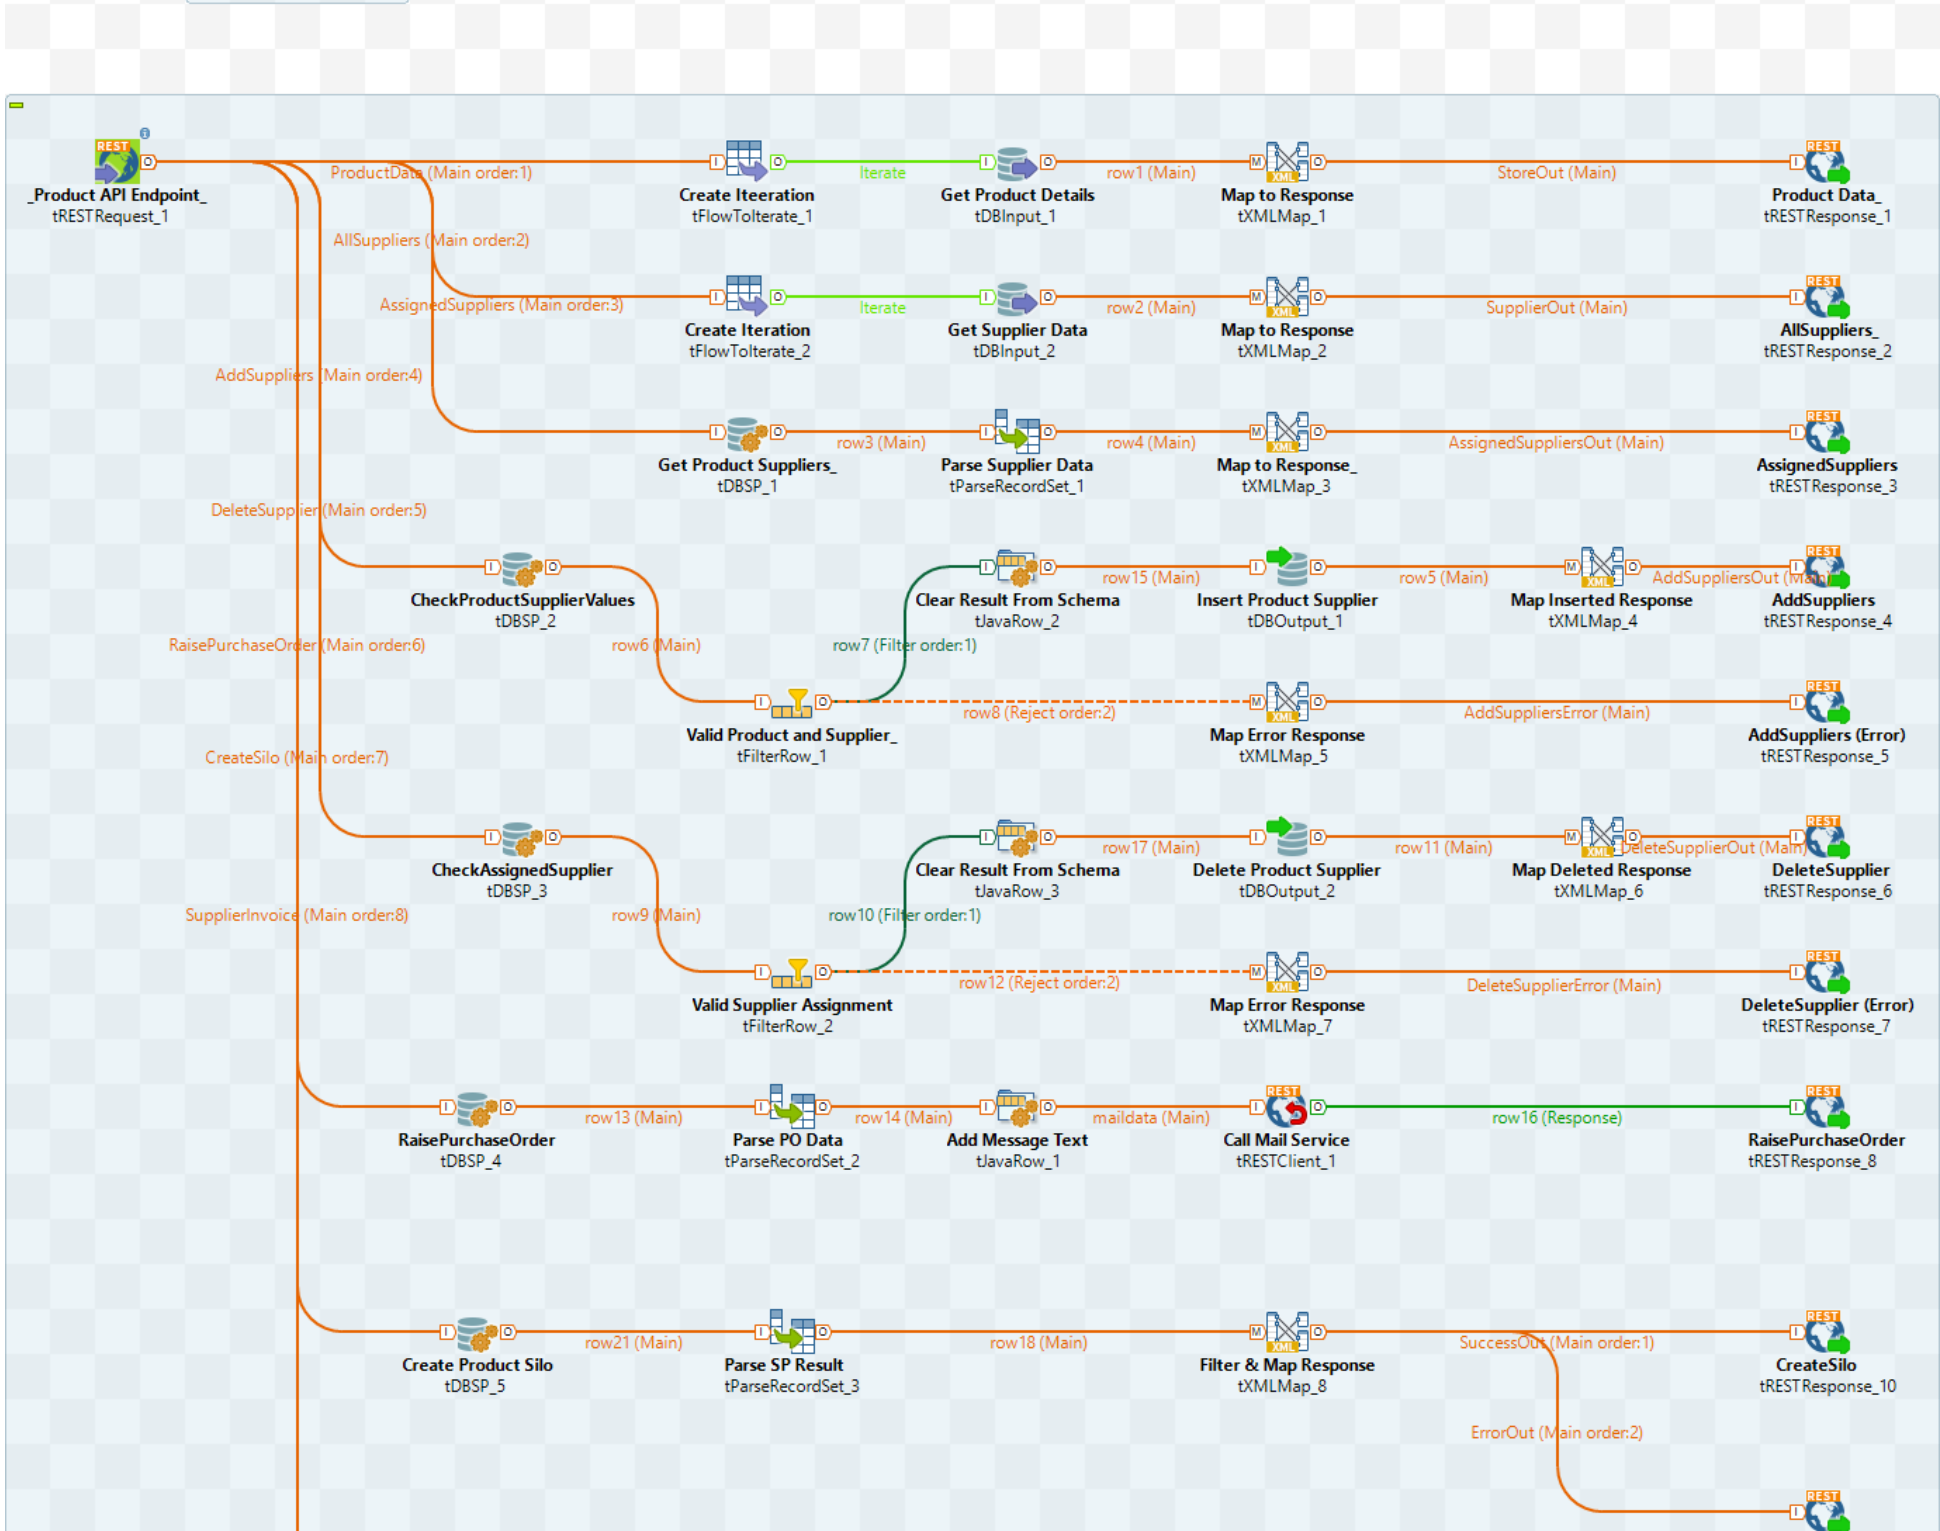 REST
_Product API Endpoint_
tRESTRequest_1
ProductData (Main order:1)
Create Iteeration
tFlowToIterate_1
Iterate
Get Product Details
tDBInput_1
row1 (Main)
Map to Response
tXMLMap_1
StoreOut (Main)
REST
Product Data_
tRESTResponse_1
AllSuppliers (Main order:2)
AssignedSuppliers (Main order:3)
Create Iteration
tFlowToIterate_2
Iterate
Get Supplier Data
tDBInput_2
row2 (Main)
Map to Response
tXMLMap_2
SupplierOut (Main)
REST
AllSuppliers_
tRESTResponse_2
AddSuppliers (Main order:4)
Get Product Suppliers_
tDBSP_1
row3 (Main)
Parse Supplier Data
tParseRecordSet_1
row4 (Main)
Map to Response_
tXMLMap_3
AssignedSuppliersOut (Main)
REST
AssignedSuppliers
tRESTResponse_3
DeleteSupplier (Main order:5)
CheckProductSupplierValues
tDBSP_2
row6 (Main)
row7 (Filter order:1)
Clear Result From Schema
tJavaRow_2
row15 (Main)
Insert Product Supplier
tDBOutput_1
row5 (Main)
Map Inserted Response
tXMLMap_4
AddSuppliersOut (Main)
REST
AddSuppliers
tRESTResponse_4
RaisePurchaseOrder (Main order:6)
Valid Product and Supplier_
tFilterRow_1
row8 (Reject order:2)
Map Error Response
tXMLMap_5
AddSuppliersError (Main)
REST
AddSuppliers (Error)
tRESTResponse_5
CreateSilo (Main order:7)
CheckAssignedSupplier
tDBSP_3
row9 (Main)
row10 (Filter order:1)
Clear Result From Schema
tJavaRow_3
row17 (Main)
Delete Product Supplier
tDBOutput_2
row11 (Main)
Map Deleted Response
tXMLMap_6
DeleteSupplierOut (Main)
REST
DeleteSupplier
tRESTResponse_6
SupplierInvoice (Main order:8)
Valid Supplier Assignment
tFilterRow_2
row12 (Reject order:2)
Map Error Response
tXMLMap_7
DeleteSupplierError (Main)
REST
DeleteSupplier (Error)
tRESTResponse_7
RaisePurchaseOrder
tDBSP_4
row13 (Main)
Parse PO Data
tParseRecordSet_2
row14 (Main)
Add Message Text
tJavaRow_1
maildata (Main)
REST
Call Mail Service
tRESTClient_1
row16 (Response)
REST
RaisePurchaseOrder
tRESTResponse_8
Create Product Silo
tDBSP_5
row21 (Main)
Parse SP Result
tParseRecordSet_3
row18 (Main)
Filter & Map Response
tXMLMap_8
SuccessOut (Main order:1)
REST
CreateSilo
tRESTResponse_10
ErrorOut (Main order:2)
REST